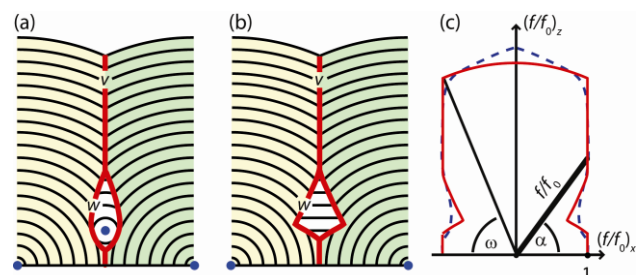 (a)
(b)
(c)
(f/f₀)z
v
v
w
w
f/f₀
ω
α
(f/f₀)x
1